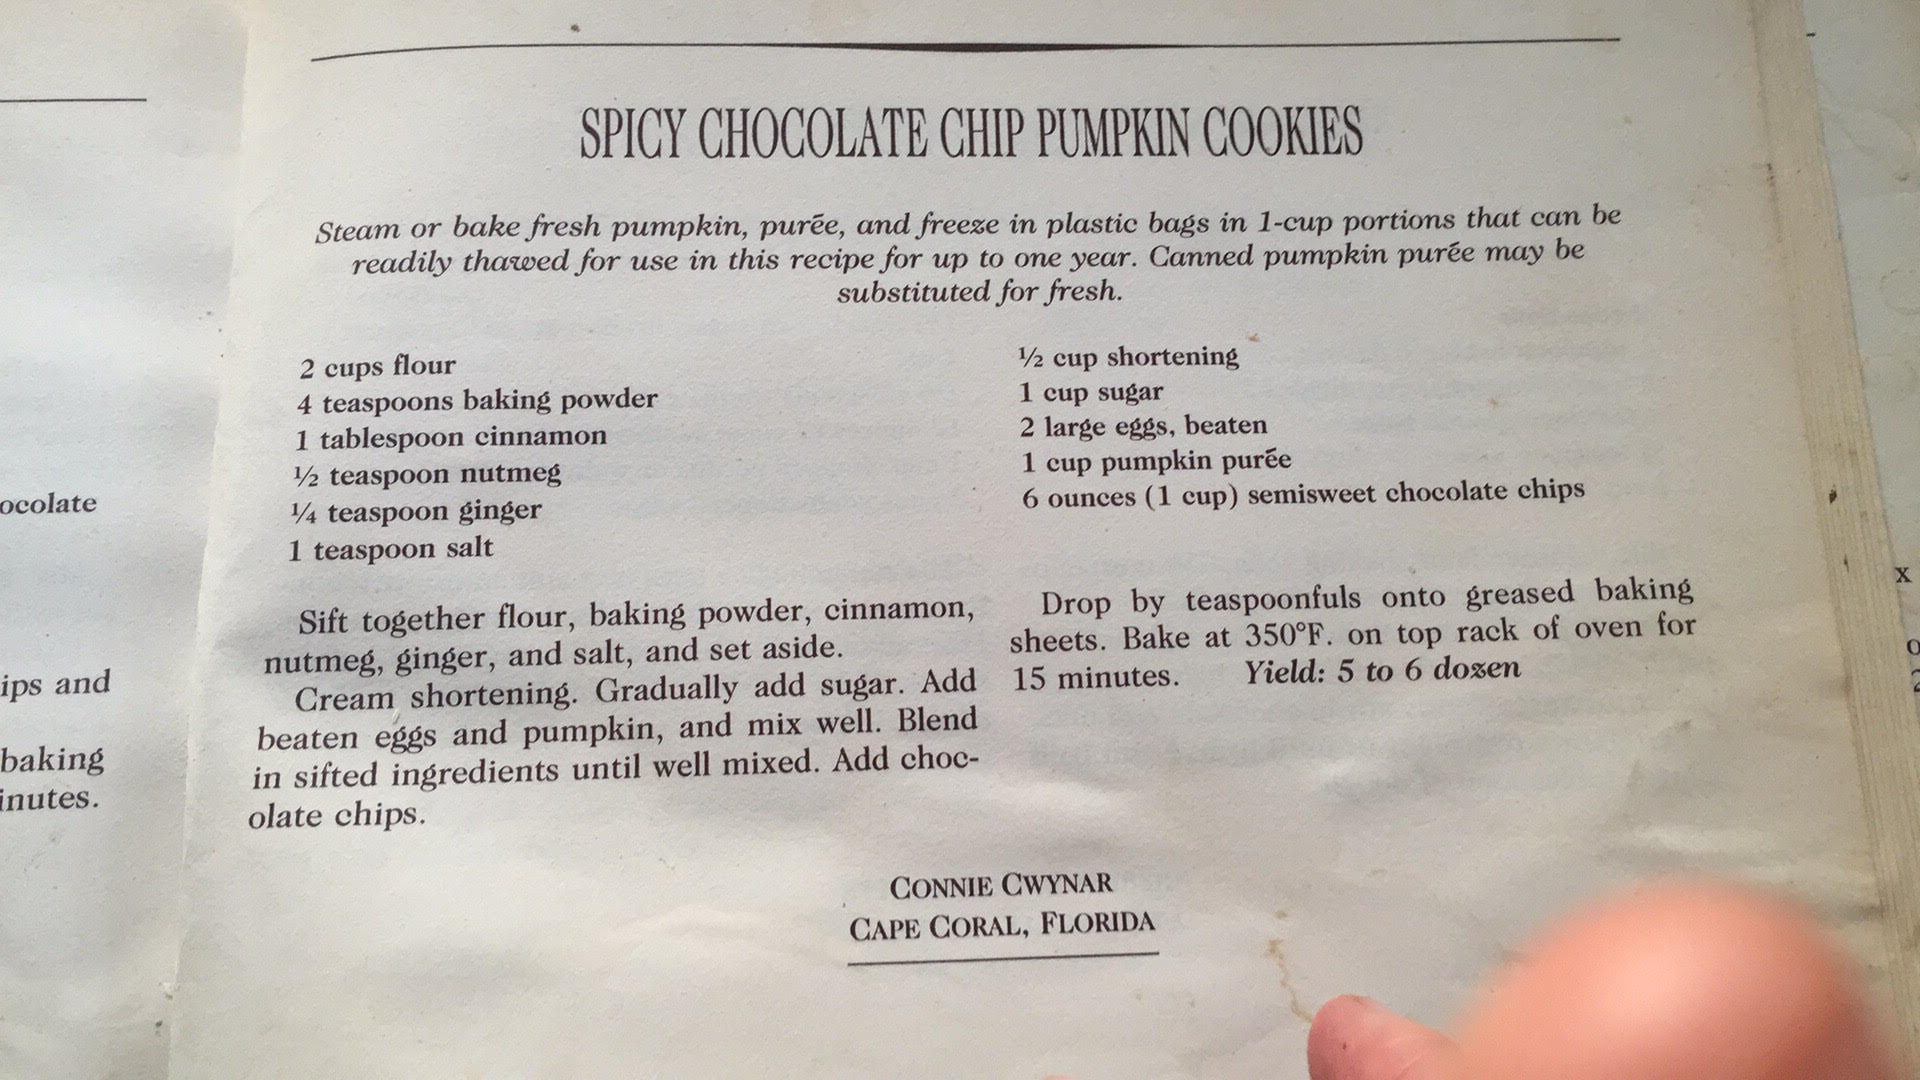 ocolate
ips and
baking
inutes.
SPICY CHOCOLATE CHIP PUMPKIN COOKIES
Steam or bake fresh pumpkin, purée, and freeze in plastic bags in 1-cup portions that can be
readily thawed for use in this recipe for up to one year. Canned pumpkin purée may be
substituted for fresh.
2 cups flour
4 teaspoons baking powder
1 tablespoon cinnamon
½ teaspoon nutmeg
¼ teaspoon ginger
1 teaspoon salt
½ cup shortening
1 cup sugar
2 large eggs, beaten
1 cup pumpkin purée
6 ounces (1 cup) semisweet chocolate chips
Sift together flour, baking powder, cinnamon,
nutmeg, ginger, and salt, and set aside.
Cream shortening. Gradually add sugar. Add
beaten eggs and pumpkin, and mix well. Blend
in sifted ingredients until well mixed. Add choc-
olate chips.
Drop by teaspoonfuls onto greased baking
sheets. Bake at 350°F. on top rack of oven for
15 minutes. Yield: 5 to 6 dozen
CONNIE CWYNAR
CAPE CORAL, FLORIDA
x